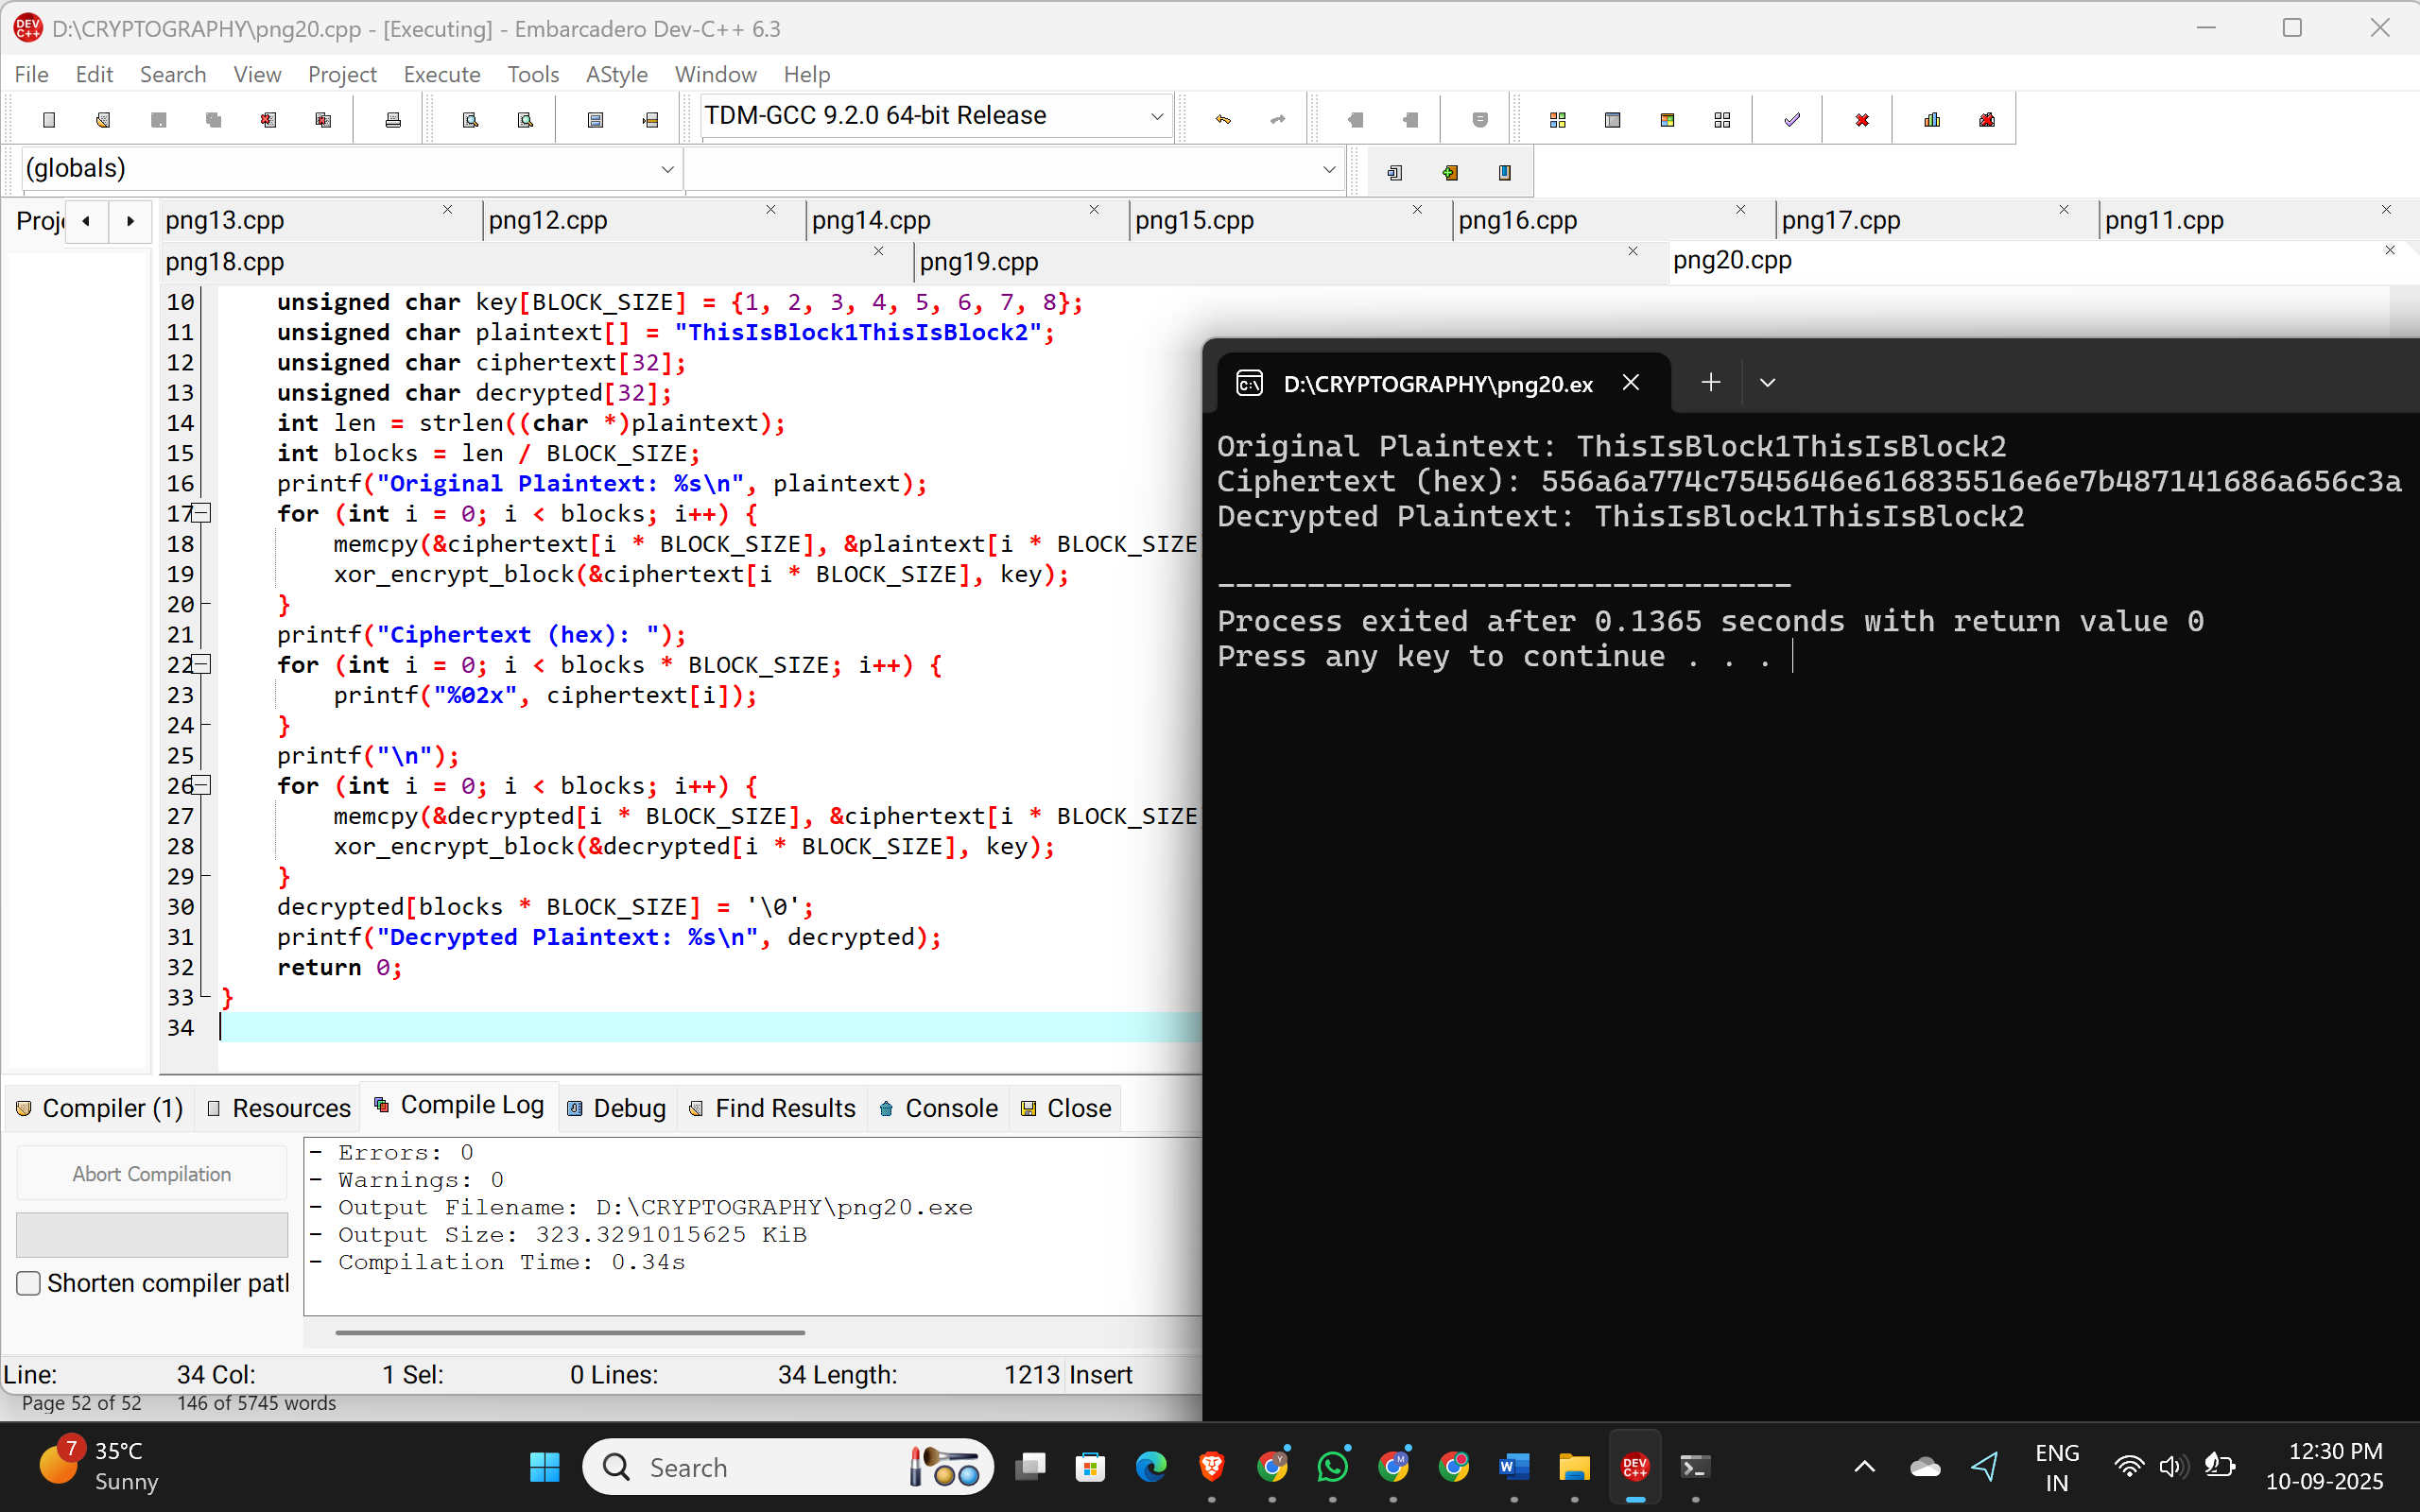 D:\CRYPTOGRAPHY\png20.cpp - [Executing] - Embarcadero Dev-C++ 6.3
File Edit Search View Project Execute Tools AStyle Window Help
TDM-GCC 9.2.0 64-bit Release
(globals)
Proje png13.cpp png12.cpp png14.cpp png15.cpp png16.cpp png17.cpp png11.cpp
png18.cpp png19.cpp png20.cpp
10 unsigned char key[BLOCK_SIZE] = {1, 2, 3, 4, 5, 6, 7, 8};
11 unsigned char plaintext[] = "ThisIsBlock1ThisIsBlock2";
12 unsigned char ciphertext[32];
13 unsigned char decrypted[32];
14 int len = strlen((char *)plaintext);
15 int blocks = len / BLOCK_SIZE;
16 printf("Original Plaintext: %s\n", plaintext);
17 for (int i = 0; i < blocks; i++) {
18 memcpy(&ciphertext[i * BLOCK_SIZE], &plaintext[i * BLOCK_SIZE
19 xor_encrypt_block(&ciphertext[i * BLOCK_SIZE], key);
20 }
21 printf("Ciphertext (hex): ");
22 for (int i = 0; i < blocks * BLOCK_SIZE; i++) {
23 printf("%02x", ciphertext[i]);
24 }
25 printf("\n");
26 for (int i = 0; i < blocks; i++) {
27 memcpy(&decrypted[i * BLOCK_SIZE], &ciphertext[i * BLOCK_SIZE
28 xor_encrypt_block(&decrypted[i * BLOCK_SIZE], key);
29 }
30 decrypted[blocks * BLOCK_SIZE] = '\0';
31 printf("Decrypted Plaintext: %s\n", decrypted);
32 return 0;
33 }
34
D:\CRYPTOGRAPHY\png20.ex
Original Plaintext: ThisIsBlock1ThisIsBlock2
Ciphertext (hex): 556a6a774c7545646e616835516e6e7b487141686a656c3a
Decrypted Plaintext: ThisIsBlock1ThisIsBlock2
--------------------------------
Process exited after 0.1365 seconds with return value 0
Press any key to continue . . .
Compiler (1) Resources Compile Log Debug Find Results Console Close
Abort Compilation
Shorten compiler patl
- Errors: 0
- Warnings: 0
- Output Filename: D:\CRYPTOGRAPHY\png20.exe
- Output Size: 323.3291015625 KiB
- Compilation Time: 0.34s
Line: 34 Col: 1 Sel: 0 Lines: 34 Length: 1213 Insert
Page 52 of 52 146 of 5745 words
7 35°C
Sunny
Search
DEV C++
ENG
IN
12:30 PM
10-09-2025